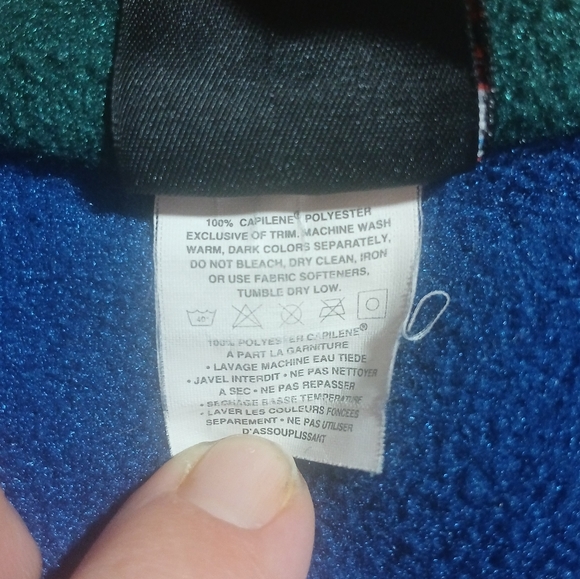 100% CAPILENE® POLYESTER
EXCLUSIVE OF TRIM. MACHINE WASH
WARM, DARK COLORS SEPARATELY,
DO NOT BLEACH, DRY CLEAN, IRON
OR USE FABRIC SOFTENERS,
TUMBLE DRY LOW.
40°
100% POLYESTER CAPILENE®
A PART LA GARNITURE
• LAVAGE MACHINE EAU TIEDE
• JAVEL INTERDIT • NE PAS NETTOYER
A SEC • NE PAS REPASSER
• SECHAGE BASSE TEMPERATURE
• LAVER LES COULEURS FONCEES
SEPAREMENT • NE PAS UTILISER
D'ASSOUPLISSANT